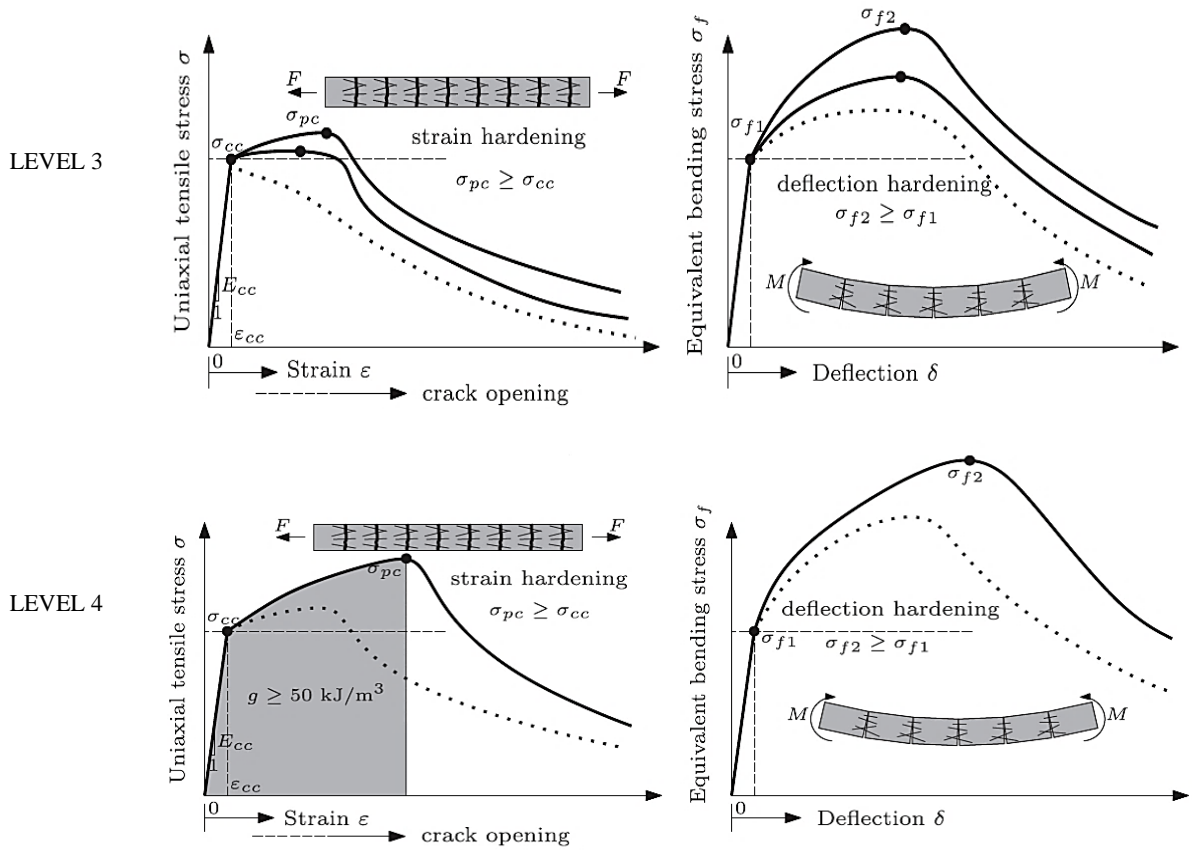 LEVEL 3
Uniaxial tensile stress σ
F
F
σpc
σcc
strain hardening
σpc ≥ σcc
Ecc
1
εcc
0
Strain ε
crack opening
Equivalent bending stress σf
σf2
σf1
deflection hardening
σf2 ≥ σf1
M
M
0
Deflection δ
LEVEL 4
Uniaxial tensile stress σ
F
F
σpc
σcc
strain hardening
σpc ≥ σcc
g ≥ 50 kJ/m³
Ecc
1
εcc
0
Strain ε
crack opening
Equivalent bending stress σf
σf2
deflection hardening
σf1
σf2 ≥ σf1
M
M
0
Deflection δ